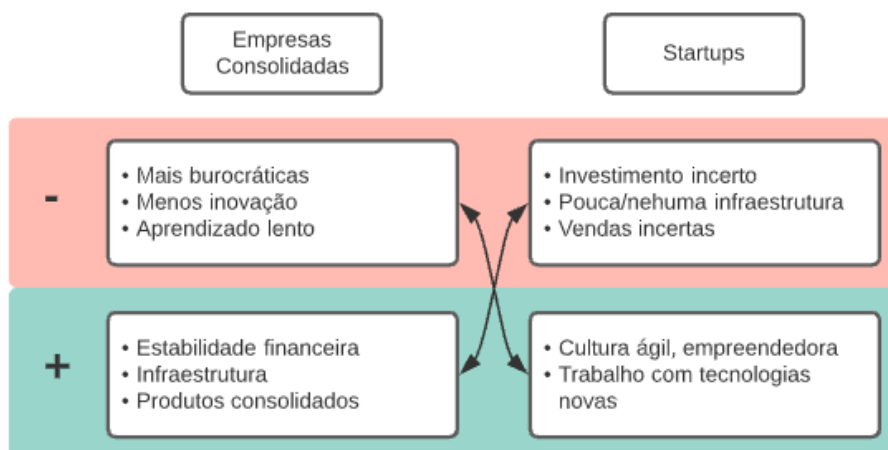 Empresas
Consolidadas
Startups
-
• Mais burocráticas
• Menos inovação
• Aprendizado lento
• Investimento incerto
• Pouca/nehuma infraestrutura
• Vendas incertas
+
• Estabilidade financeira
• Infraestrutura
• Produtos consolidados
• Cultura ágil, empreendedora
• Trabalho com tecnologias
novas